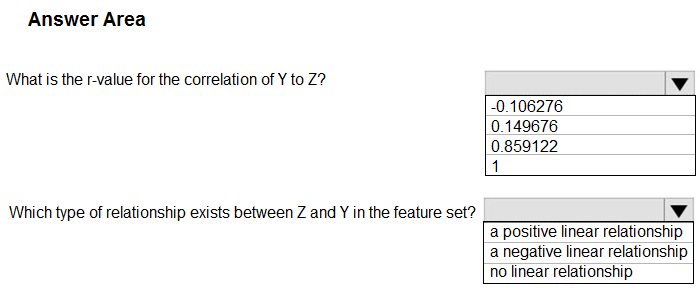 Answer Area
What is the r-value for the correlation of Y to Z?
-0.106276
0.149676
0.859122
1
Which type of relationship exists between Z and Y in the feature set?
a positive linear relationship
a negative linear relationship
no linear relationship